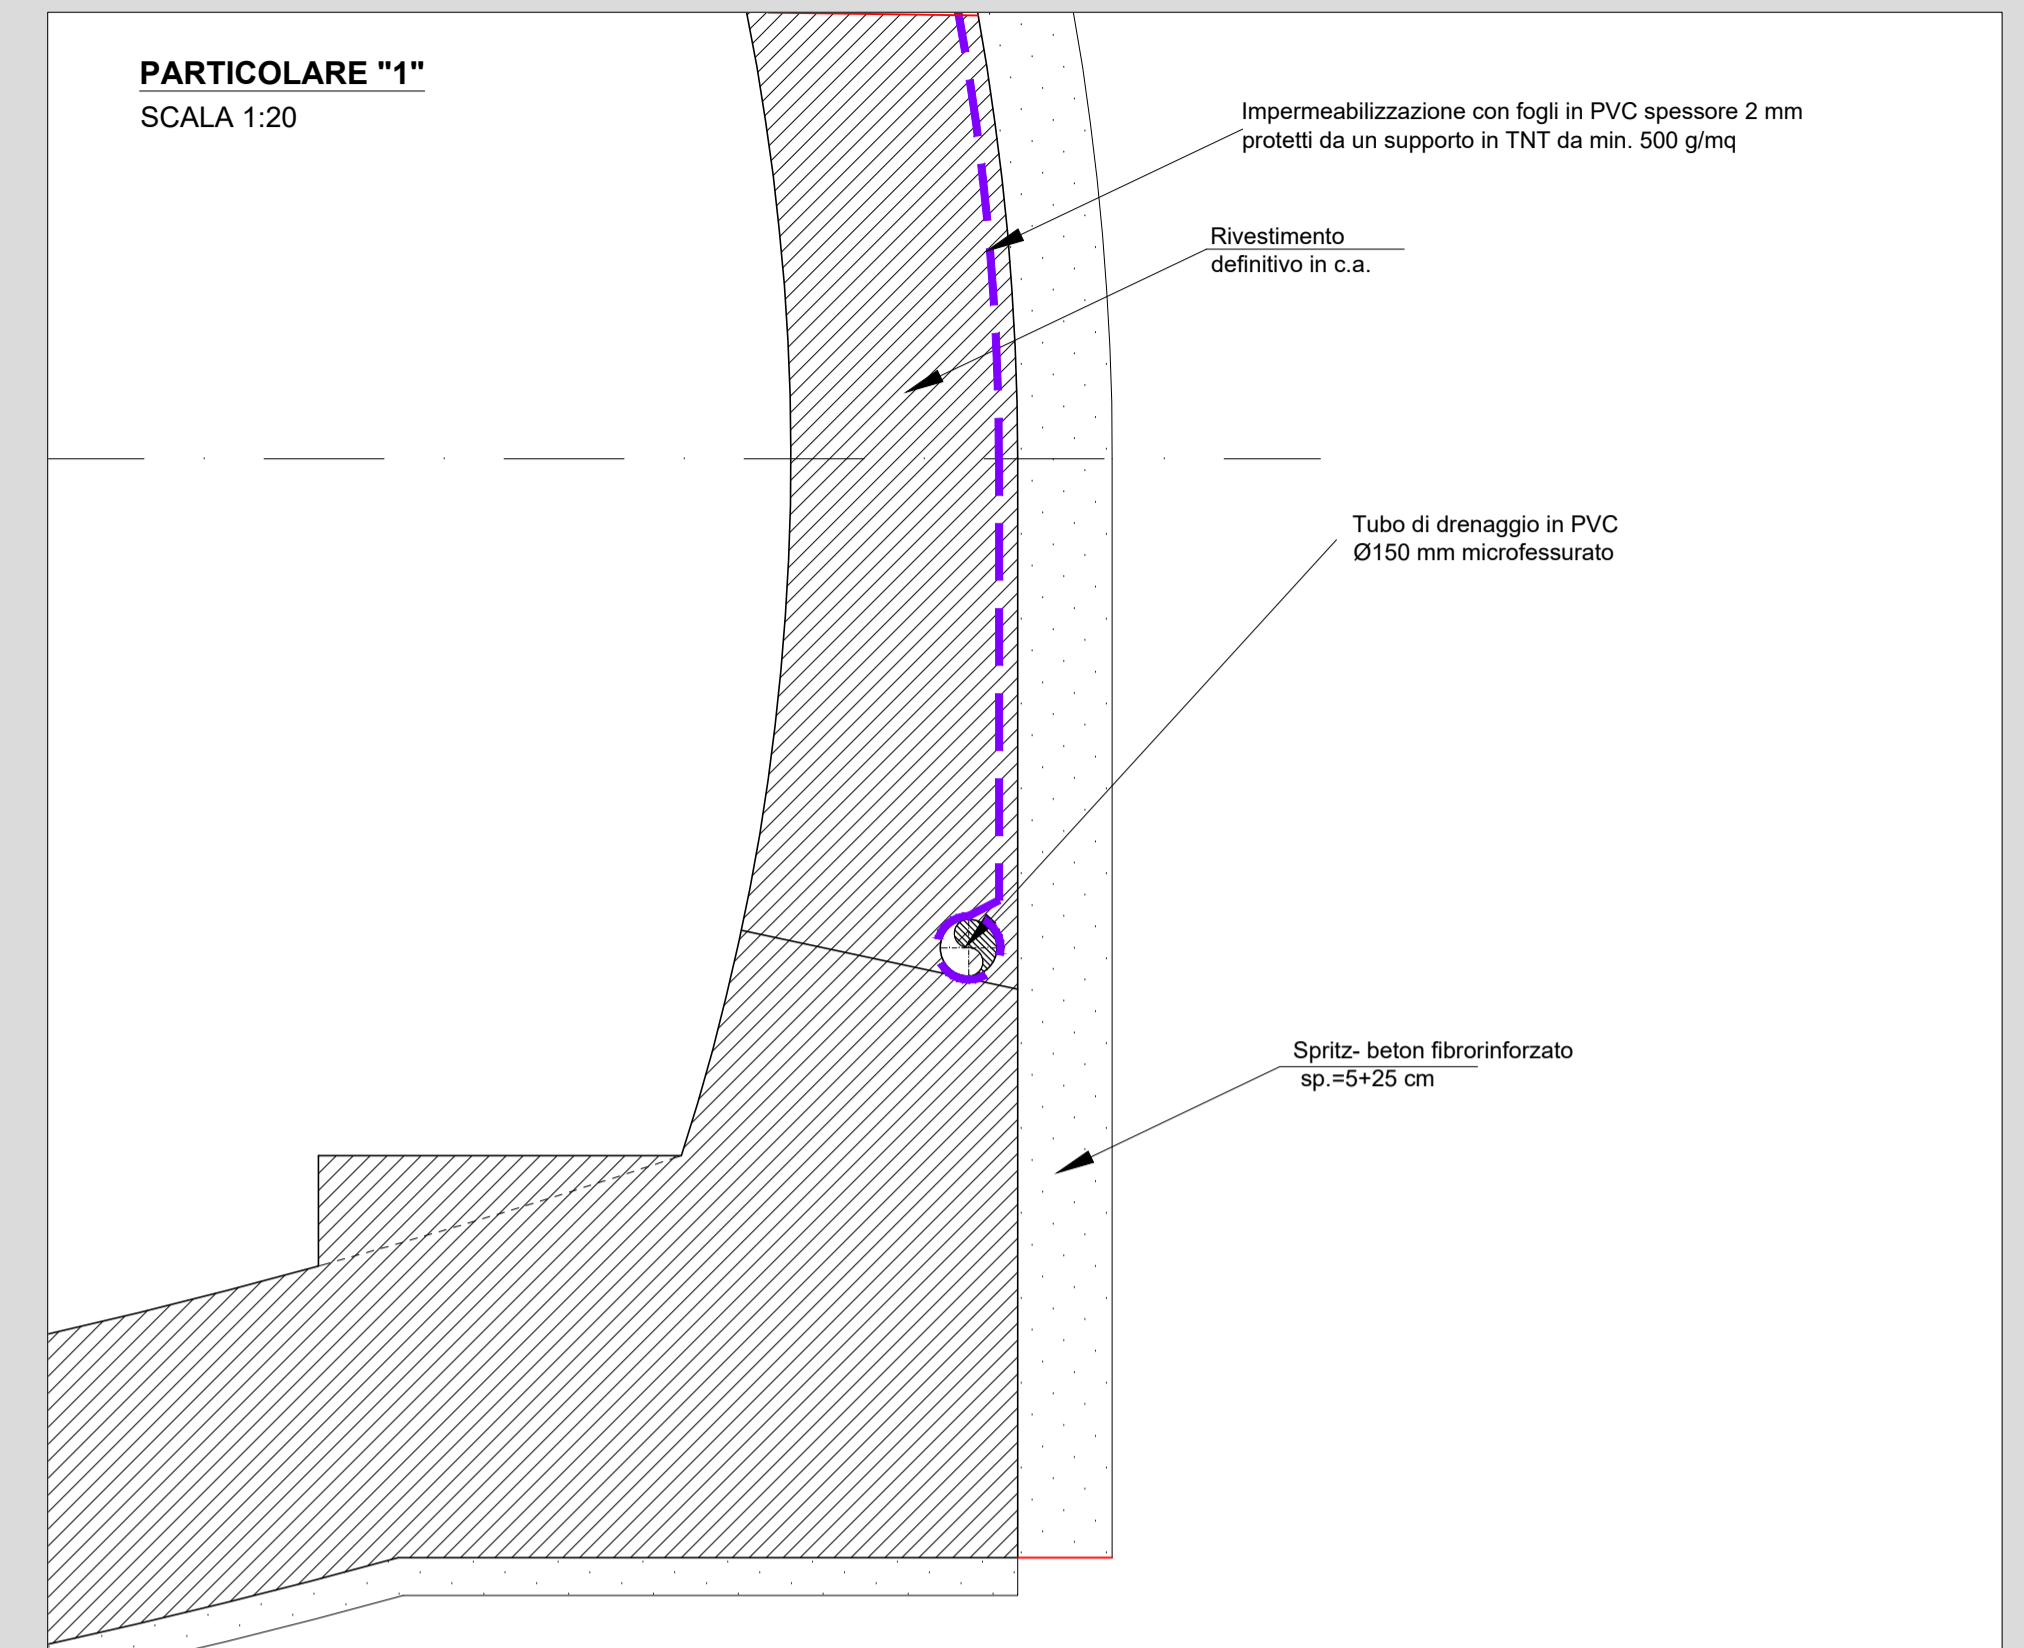 PARTICOLARE "1"
SCALA 1:20
Impermeabilizzazione con fogli in PVC spessore 2 mm
protetti da un supporto in TNT da min. 500 g/mq
Rivestimento
definitivo in c.a.
Tubo di drenaggio in PVC
Ø150 mm microfessurato
Spritz- beton fibrorinforzato
sp.=5+25 cm